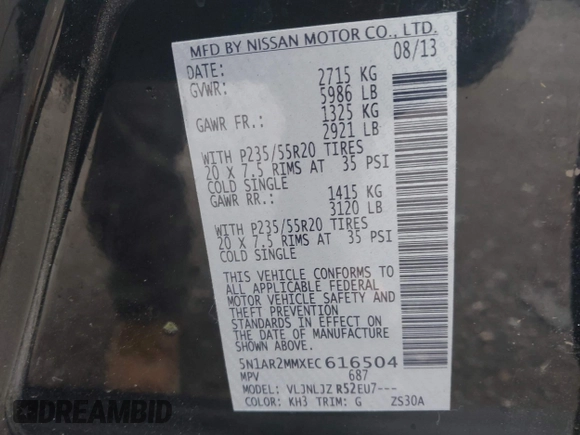 MFD BY NISSAN MOTOR CO., LTD.
DATE: 08/13
GVWR: 2715 KG
5986 LB
GAWR FR.: 1325 KG
2921 LB
WITH P235/55R20 TIRES
20 X 7.5 RIMS AT 35 PSI
COLD SINGLE
GAWR RR.: 1415 KG
3120 LB
WITH P235/55R20 TIRES
20 X 7.5 RIMS AT 35 PSI
COLD SINGLE
THIS VEHICLE CONFORMS TO
ALL APPLICABLE FEDERAL
MOTOR VEHICLE SAFETY AND
THEFT PREVENTION
STANDARDS IN EFFECT ON
THE DATE OF MANUFACTURE
SHOWN ABOVE.
5N1AR2MMXEC616504
MPV 687
MODEL: VLJNLJZ R52EU7---
COLOR: KH3 TRIM: G ZS30A
DREAMBID